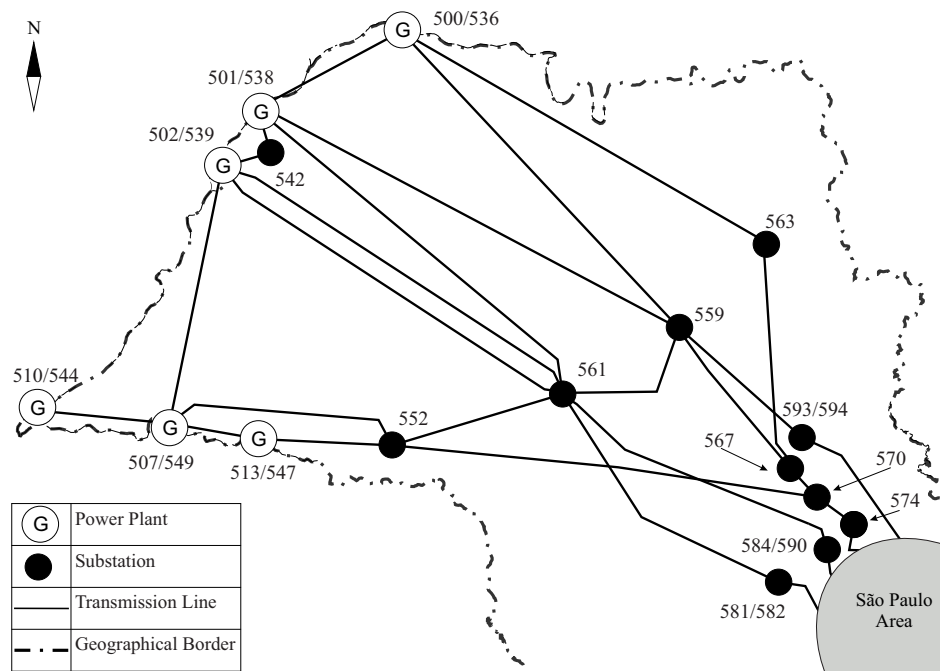 N
500/536
501/538
G
G
502/539
G
542
563
559
510/544
561
G
552
593/594
G
G
567
570
507/549
513/547
574
584/590
581/582
São Paulo
Area
G
Power Plant
Substation
Transmission Line
Geographical Border